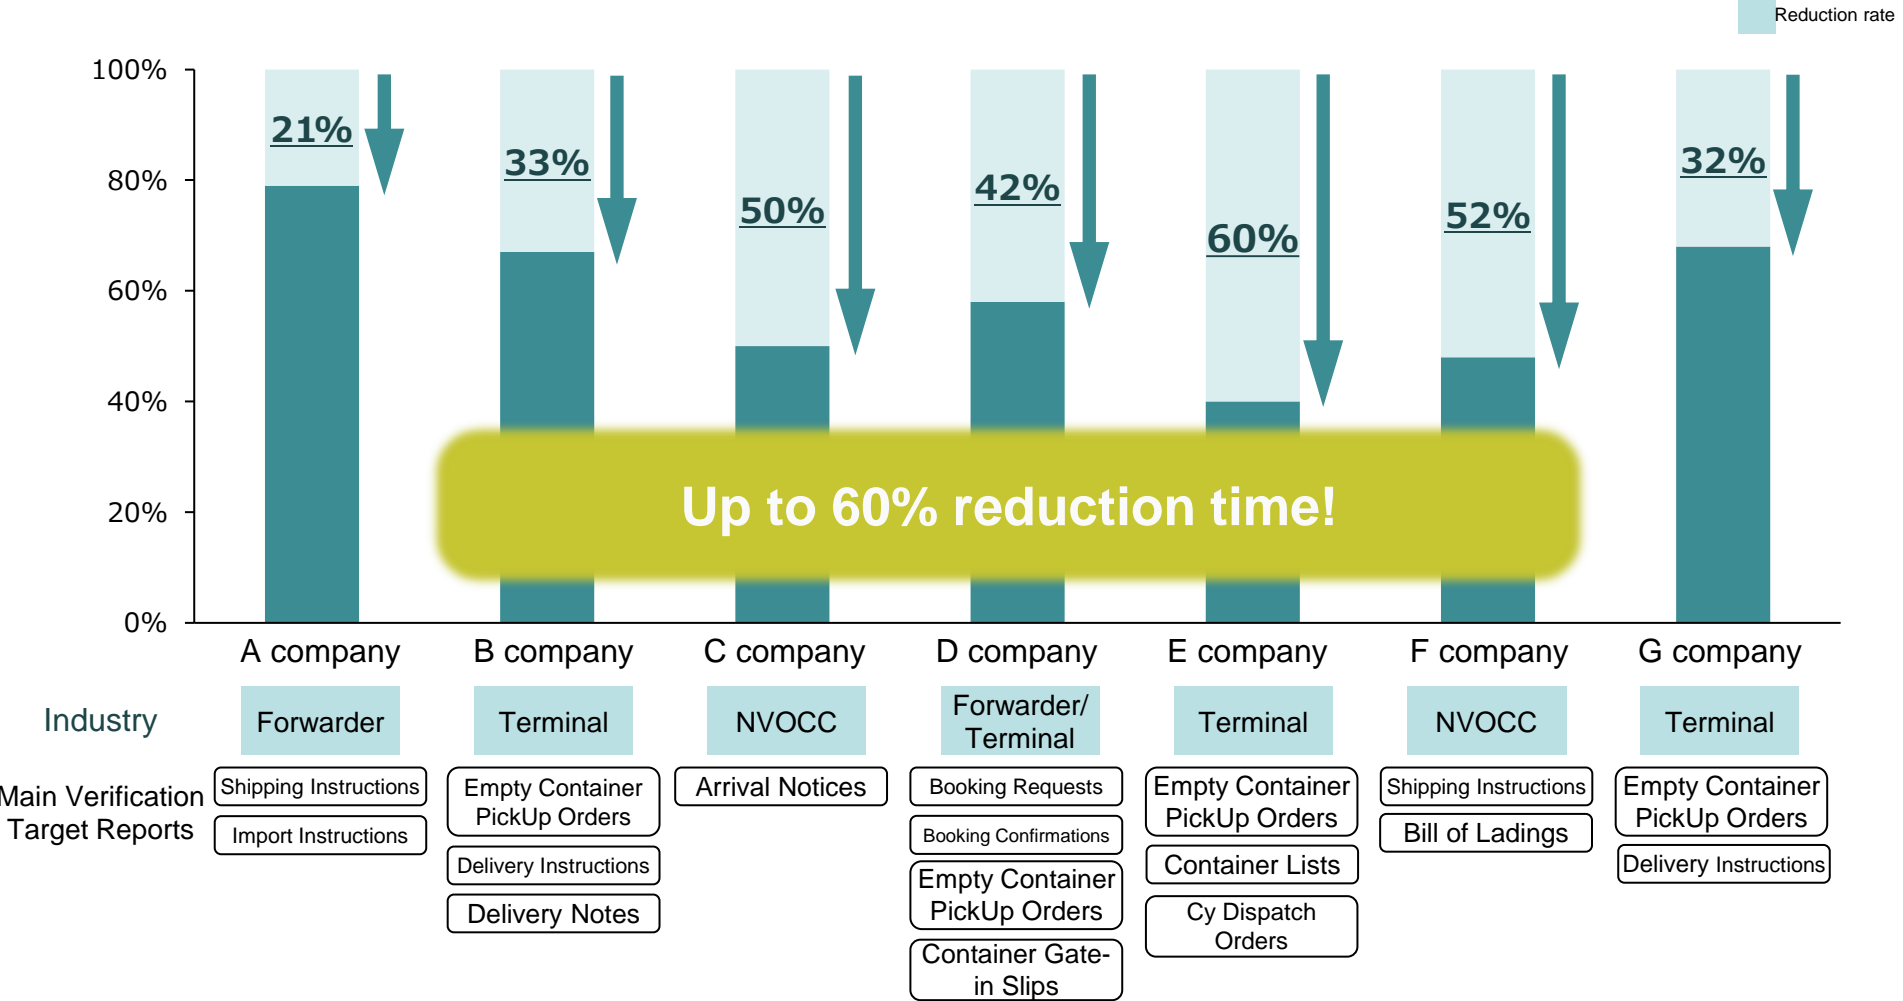 Reduction rate
100%
80%
60%
40%
20%
0%
21%
33%
50%
42%
60%
52%
32%
Up to 60% reduction time!
A company
B company
C company
D company
E company
F company
G company
Industry
Forwarder
Terminal
NVOCC
Forwarder/
Terminal
Terminal
NVOCC
Terminal
Main Verification
Target Reports
Shipping Instructions
Import Instructions
Empty Container
PickUp Orders
Delivery Instructions
Delivery Notes
Arrival Notices
Booking Requests
Booking Confirmations
Empty Container
PickUp Orders
Container Gate-
in Slips
Empty Container
PickUp Orders
Container Lists
Cy Dispatch
Orders
Shipping Instructions
Bill of Ladings
Empty Container
PickUp Orders
Delivery Instructions